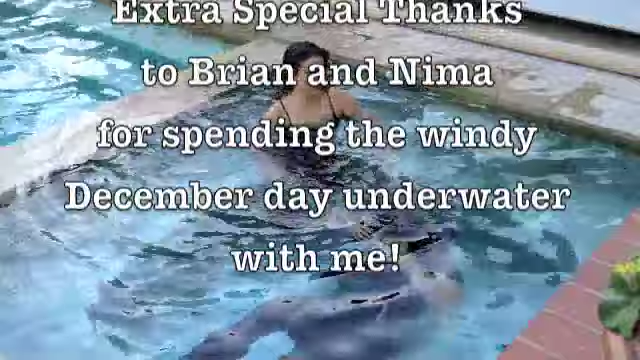 Extra Special Thanks
to Brian and Nima
for spending the windy
December day underwater
with me!